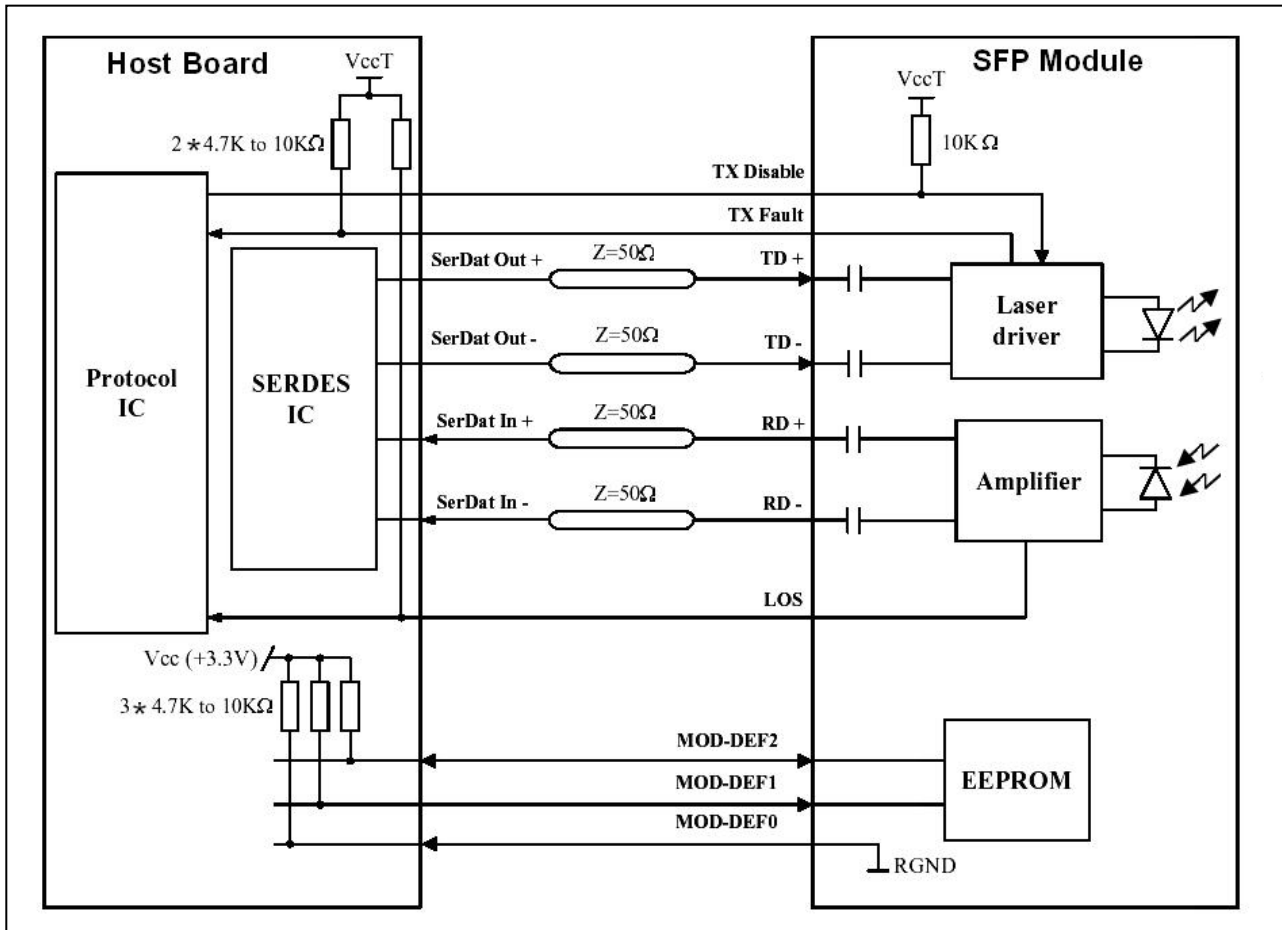 Host Board
SFP Module
VccT
VccT
2*4.7K to 10KΩ
10KΩ
TX Disable
TX Fault
SerDat Out +
Z=50Ω
TD +
SerDat Out -
Z=50Ω
TD -
Laser
driver
Protocol
IC
SERDES
IC
SerDat In +
Z=50Ω
RD +
SerDat In -
Z=50Ω
RD -
Amplifier
LOS
Vcc (+3.3V)
3*4.7K to 10KΩ
MOD-DEF2
MOD-DEF1
MOD-DEF0
EEPROM
RGND